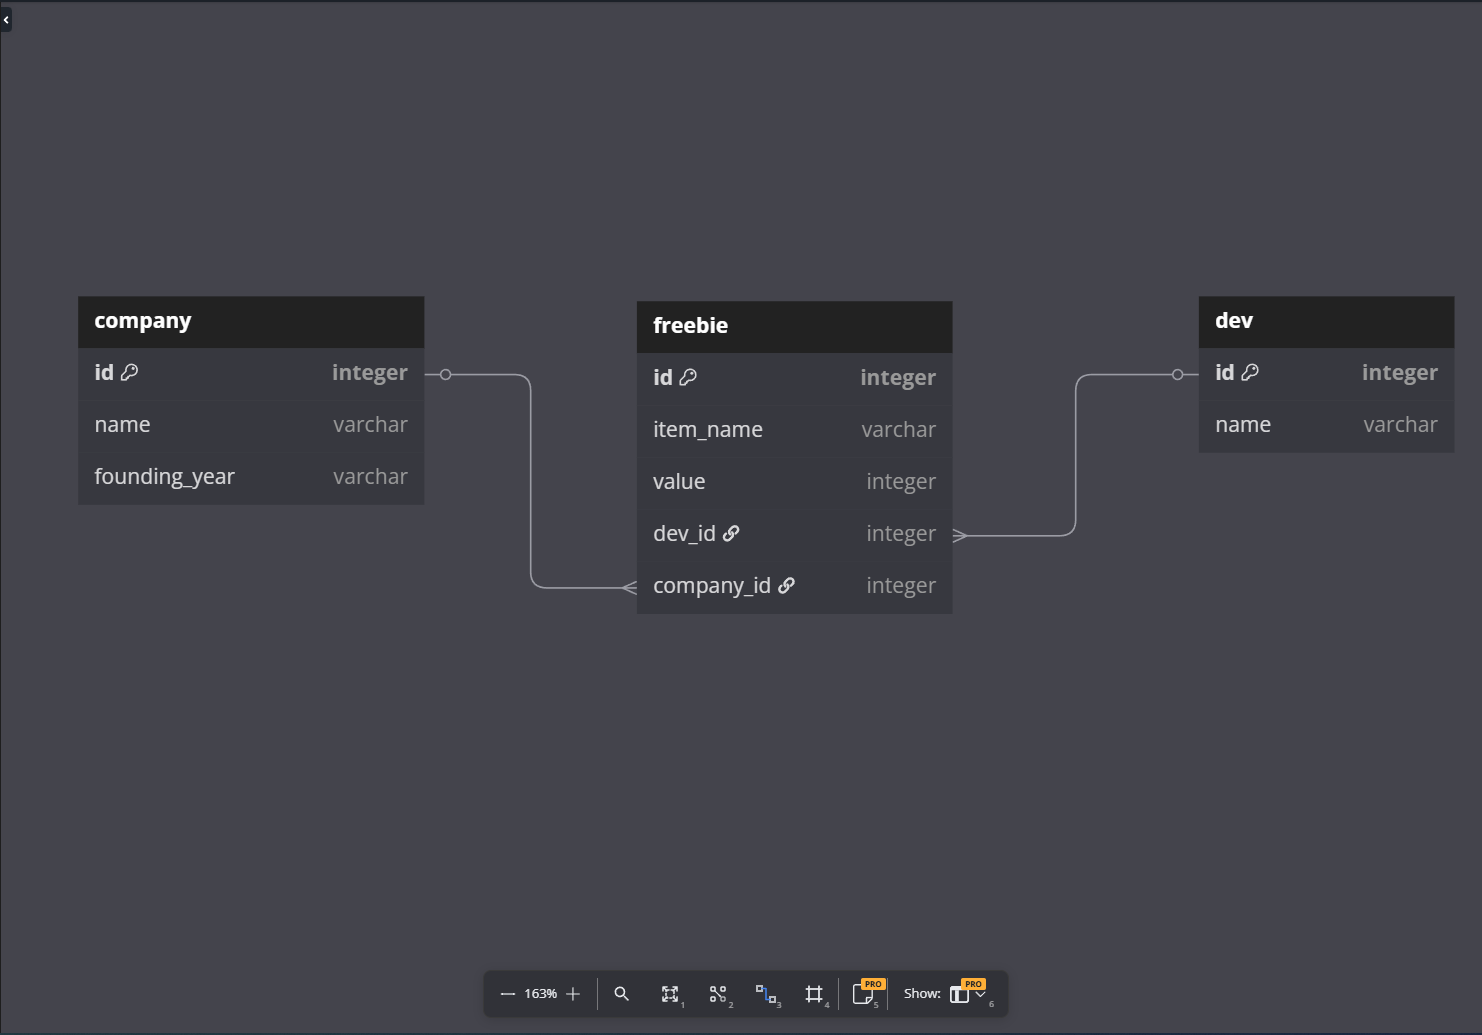 company
id integer
name varchar
founding_year varchar
freebie
id integer
item_name varchar
value integer
dev_id integer
company_id integer
dev
id integer
name varchar
163%
1
2
3
4
PRO
5
Show:
PRO
6